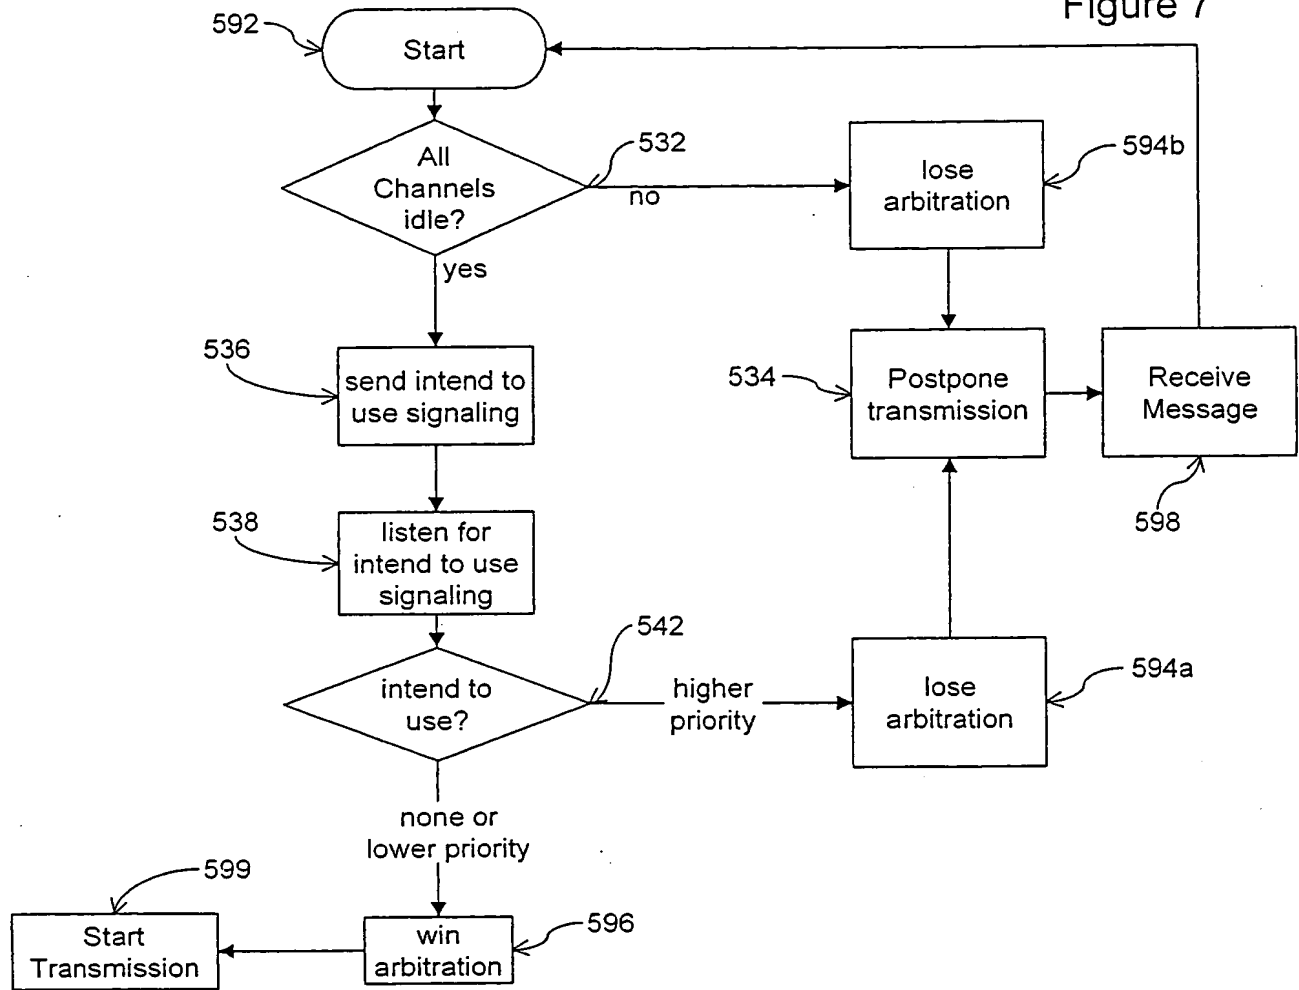 Figure 7
592
Start
All
Channels
idle?
532
no
lose
arbitration
594b
yes
536
send intend to
use signaling
534
Postpone
transmission
Receive
Message
598
538
listen for
intend to use
signaling
542
intend to
use?
higher
priority
lose
arbitration
594a
none or
lower priority
599
Start
Transmission
win
arbitration
596